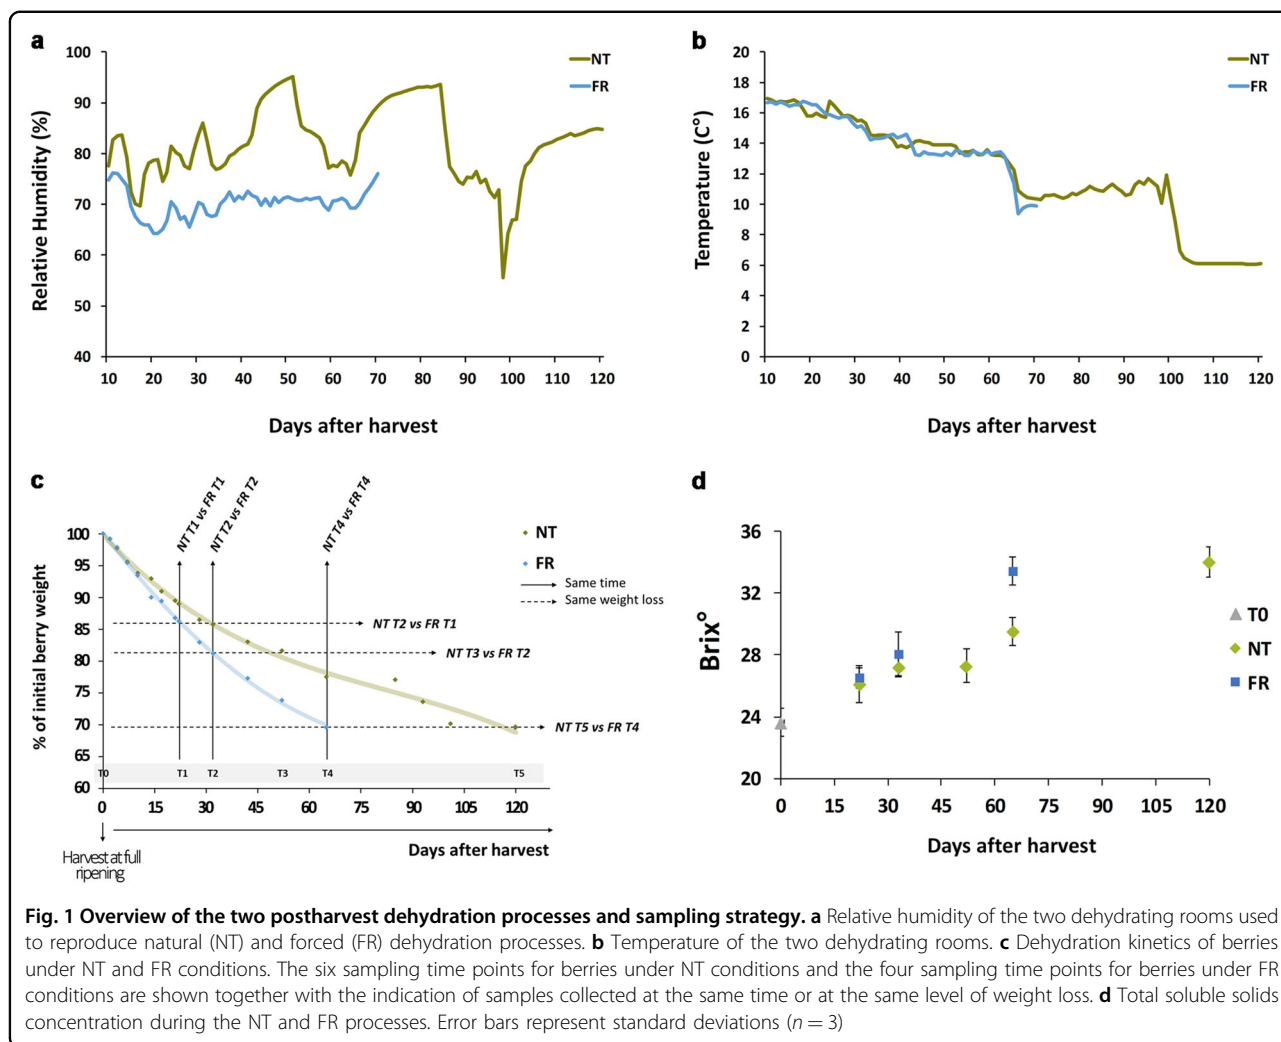 a
100
90
80
70
60
50
40
Relative Humidity (%)
NT
FR
10 20 30 40 50 60 70 80 90 100 110 120
Days after harvest
b
20
18
16
14
12
10
8
6
4
2
0
Temperature (C°)
NT
FR
10 20 30 40 50 60 70 80 90 100 110 120
Days after harvest
c
NT T1 vs FR T1
NT T2 vs FR T2
NT T4 vs FR T4
100
95
90
85
80
75
70
65
60
% of initial berry weight
NT
FR
Same time
Same weight loss
NT T2 vs FR T1
NT T3 vs FR T2
NT T5 vs FR T4
T0 T1 T2 T3 T4 T5
0 15 30 45 60 75 90 105 120
Days after harvest
Harvest at full
ripening
d
36
32
28
24
20
Brix°
T0
NT
FR
0 15 30 45 60 75 90 105 120
Days after harvest
Fig. 1 Overview of the two postharvest dehydration processes and sampling strategy. a Relative humidity of the two dehydrating rooms used
to reproduce natural (NT) and forced (FR) dehydration processes. b Temperature of the two dehydrating rooms. c Dehydration kinetics of berries
under NT and FR conditions. The six sampling time points for berries under NT conditions and the four sampling time points for berries under FR
conditions are shown together with the indication of samples collected at the same time or at the same level of weight loss. d Total soluble solids
concentration during the NT and FR processes. Error bars represent standard deviations (n = 3)